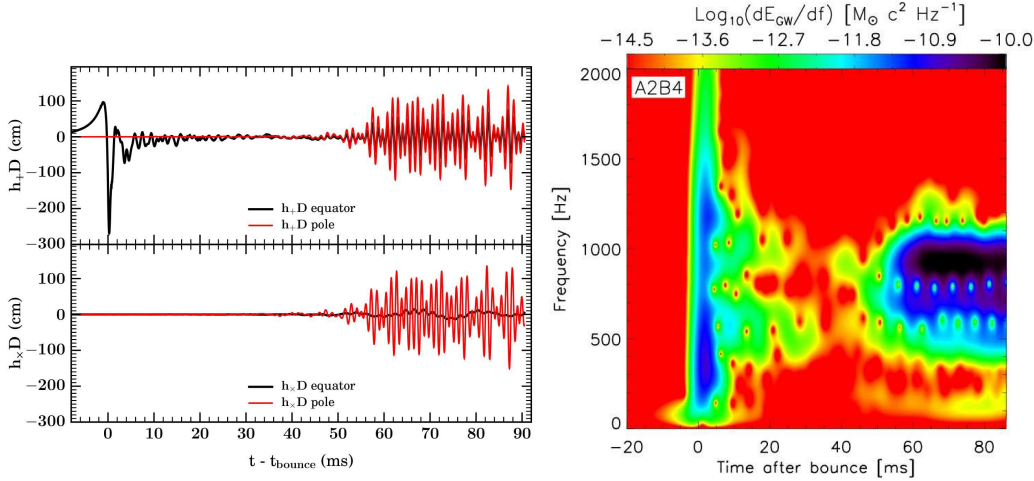 100
0
−100
−200
−300
h₊D (cm)
h₊D equator
h₊D pole
100
0
−100
−200
−300
h×D (cm)
h×D equator
h×D pole
0 10 20 30 40 50 60 70 80 90
t - t_bounce (ms)
Log₁₀(dE_GW/df) [M⊙ c² Hz⁻¹]
−14.5 −13.6 −12.7 −11.8 −10.9 −10.0
A2B4
2000
1500
1000
500
0
Frequency [Hz]
−20 0 20 40 60 80
Time after bounce [ms]